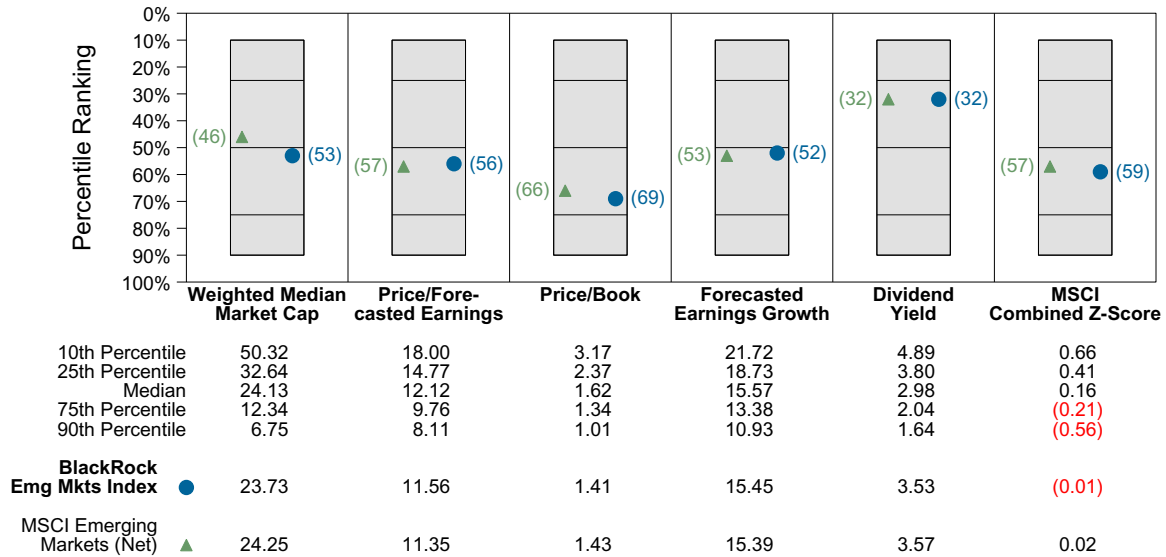 0%
10%
20%
30%
40%
50%
60%
70%
80%
90%
100%
Percentile Ranking
(46) (53)
(57) (56)
(66) (69)
(53) (52)
(32) (32)
(57) (59)
Weighted Median Market Cap
Price/Fore- casted Earnings
Price/Book
Forecasted Earnings Growth
Dividend Yield
MSCI Combined Z-Score
10th Percentile 50.32 18.00 3.17 21.72 4.89 0.66
25th Percentile 32.64 14.77 2.37 18.73 3.80 0.41
Median 24.13 12.12 1.62 15.57 2.98 0.16
75th Percentile 12.34 9.76 1.34 13.38 2.04 (0.21)
90th Percentile 6.75 8.11 1.01 10.93 1.64 (0.56)
BlackRock
Emg Mkts Index 23.73 11.56 1.41 15.45 3.53 (0.01)
MSCI Emerging
Markets (Net) 24.25 11.35 1.43 15.39 3.57 0.02